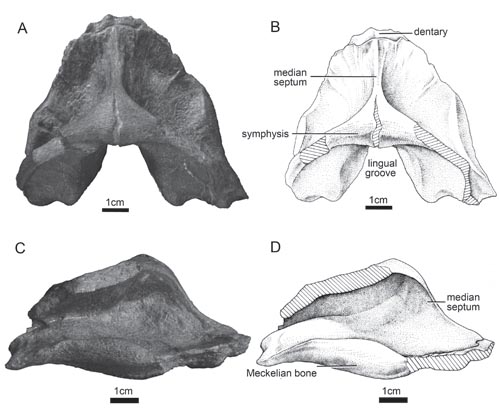 A
B
dentary
median
septum
symphysis
lingual
groove
1cm
1cm
C
D
median
septum
Meckelian bone
1cm
1cm